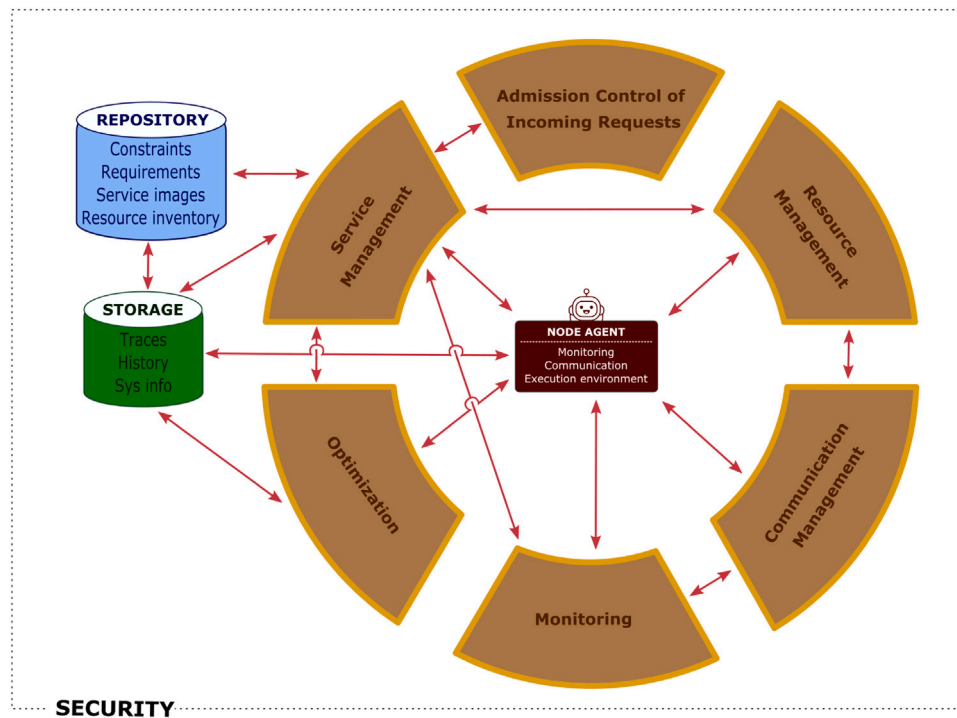 Admission Control of
Incoming Requests
REPOSITORY
Constraints
Requirements
Service images
Resource inventory
Service
Management
Resource
Management
STORAGE
Traces
History
Sys info
NODE AGENT
Monitoring
Communication
Execution environment
Optimization
Communication
Management
Monitoring
SECURITY